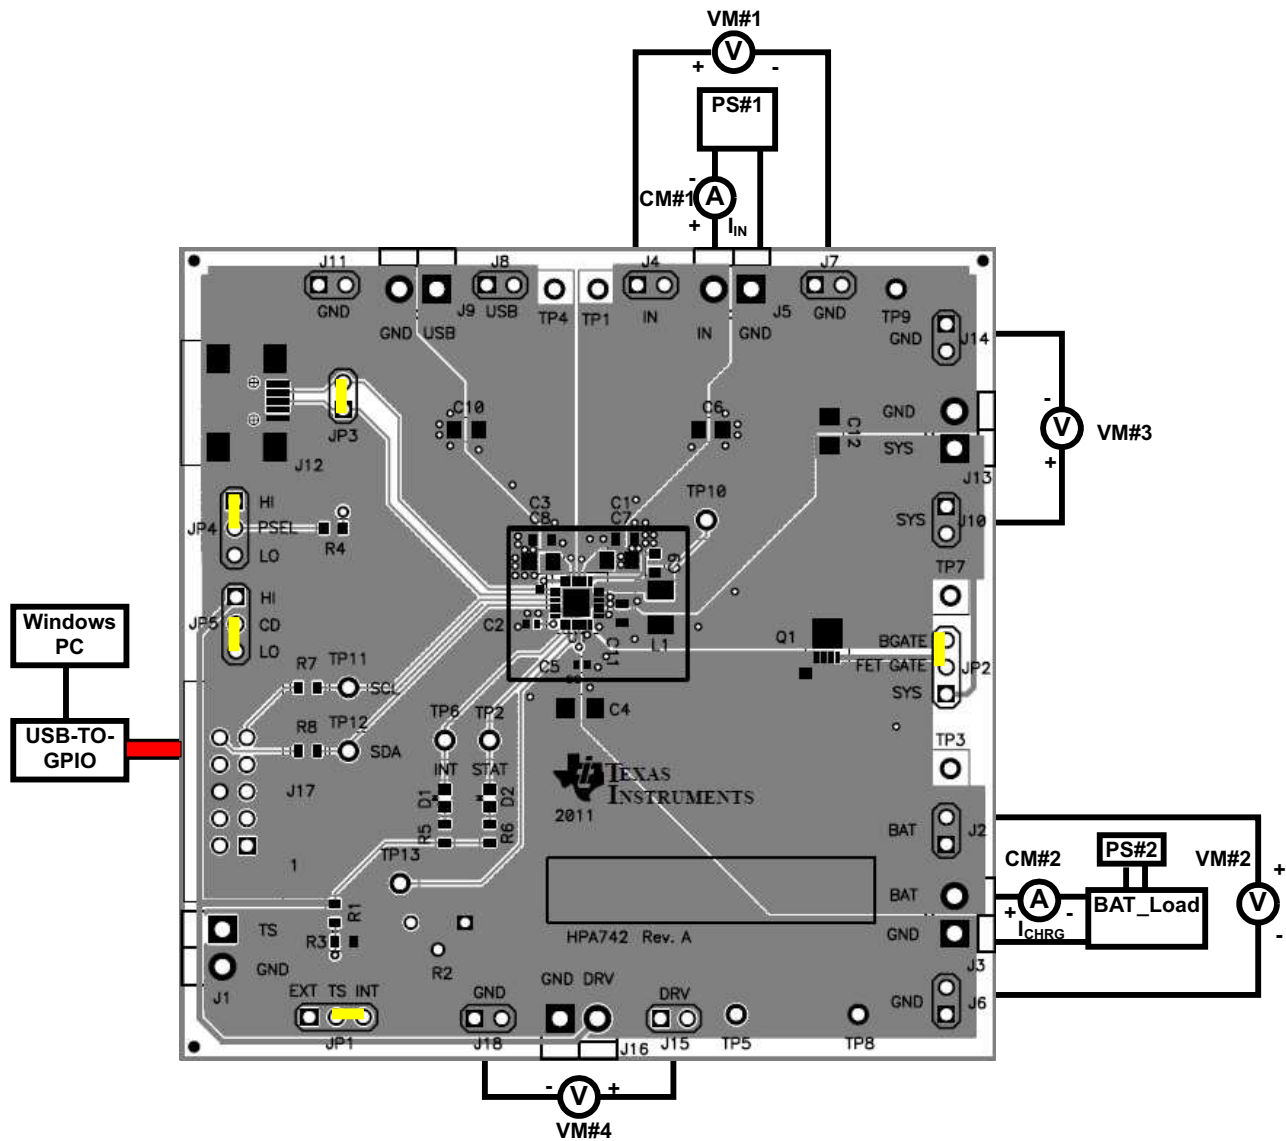 VM#1
V
+ -
PS#1
-
CM#1 A
+ I_IN
J11 J8 J4 J7
GND J9 USB TP4 TP1 IN J5 GND TP9
GND USB IN GND
GND J14
-
V VM#3
+
C10 C6 C12
GND
SYS
J13
JP3
J12
HI
JP4 PSEL
LO
R4
TP10
SYS J10
C3 C1
C8 C7
C9
TP7
HI
JP5 CD
LO
C2
L1
C11
C5
Q1
BGATE
FET GATE JP2
SYS
Windows
PC
USB-TO-
GPIO
R7 TP11
SCL
R8 TP12
SDA
TP6 TP2
C4
INT STAT
TP3
TEXAS
INSTRUMENTS
2011
D1 D2
R5 R6
J17
1
TP13
BAT J2
CM#2 PS#2 VM#2
BAT
+ A - BAT_Load
I_CHRG
+
V
-
GND
J3
GND J6
HPA742 Rev. A
TS
R1
R3
GND
J1
R2
EXT TS INT
JP1
GND
J18
GND DRV
J16
DRV
J15
TP5
TP8
- V +
VM#4